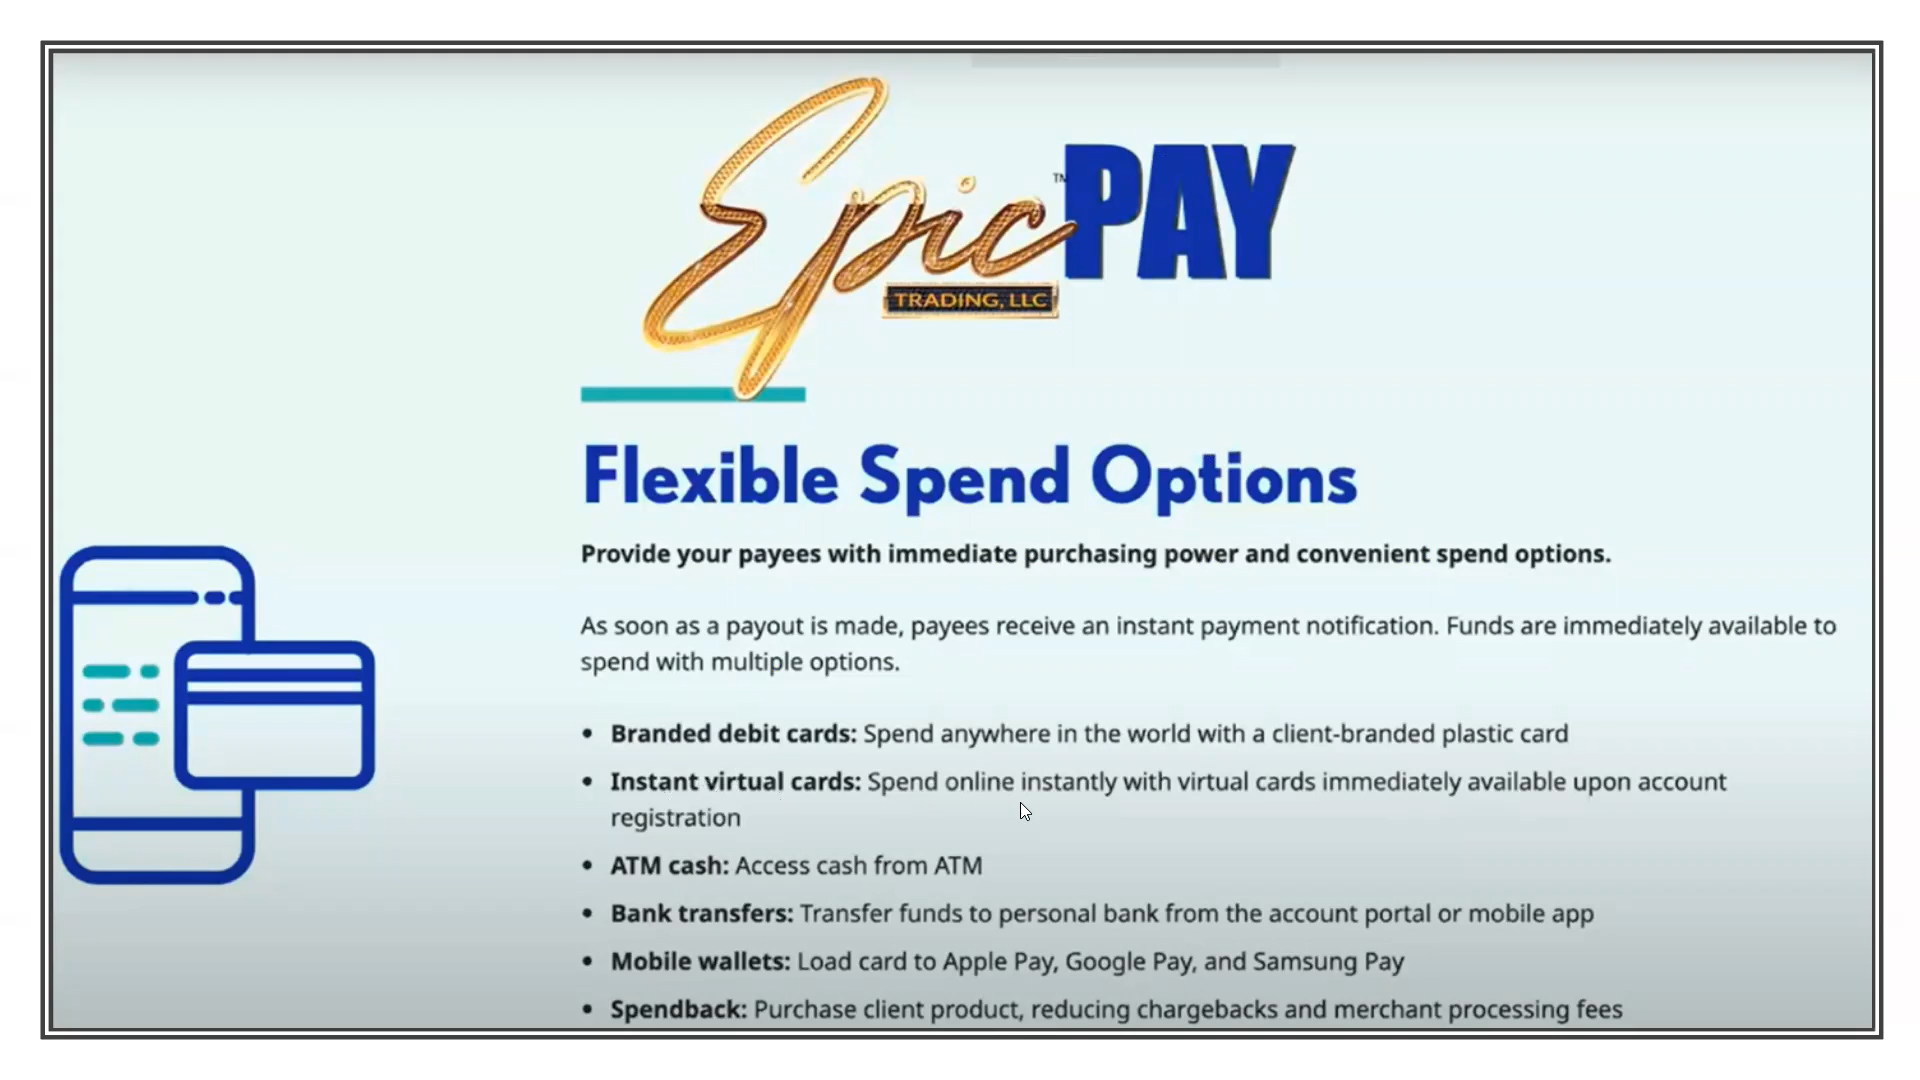 Epic ™ PAY
TRADING, LLC
Flexible Spend Options
Provide your payees with immediate purchasing power and convenient spend options.
As soon as a payout is made, payees receive an instant payment notification. Funds are immediately available to
spend with multiple options.
• Branded debit cards: Spend anywhere in the world with a client-branded plastic card
• Instant virtual cards: Spend online instantly with virtual cards immediately available upon account
registration
• ATM cash: Access cash from ATM
• Bank transfers: Transfer funds to personal bank from the account portal or mobile app
• Mobile wallets: Load card to Apple Pay, Google Pay, and Samsung Pay
• Spendback: Purchase client product, reducing chargebacks and merchant processing fees